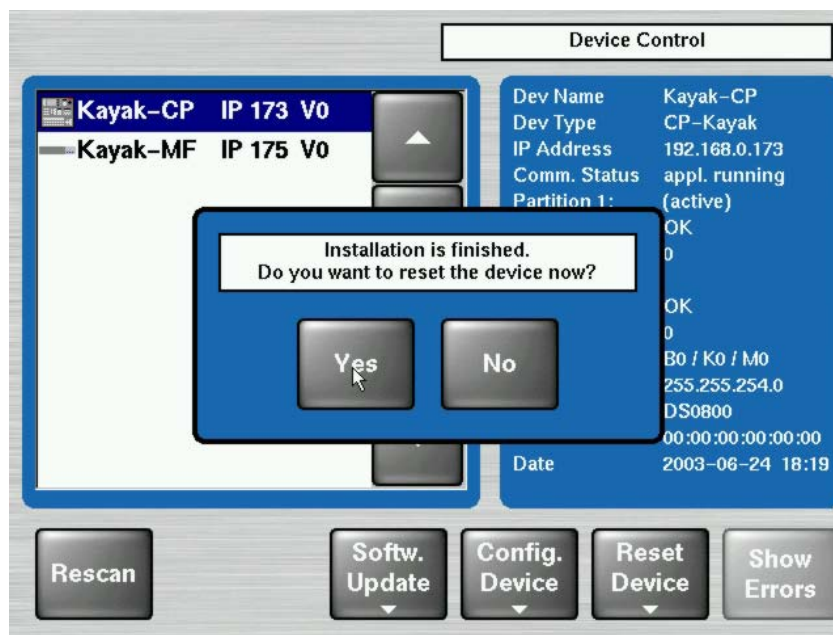 Device Control
Kayak-CP IP 173 V0
Kayak-MF IP 175 V0
Dev Name Kayak-CP
Dev Type CP-Kayak
IP Address 192.168.0.173
Comm. Status appl. running
Partition 1: (active)
OK
0
OK
0
B0 / K0 / M0
255.255.254.0
DS0800
00:00:00:00:00:00
Date 2003-06-24 18:19
Installation is finished.
Do you want to reset the device now?
Yes
No
Rescan
Softw.
Update
Config.
Device
Reset
Device
Show
Errors